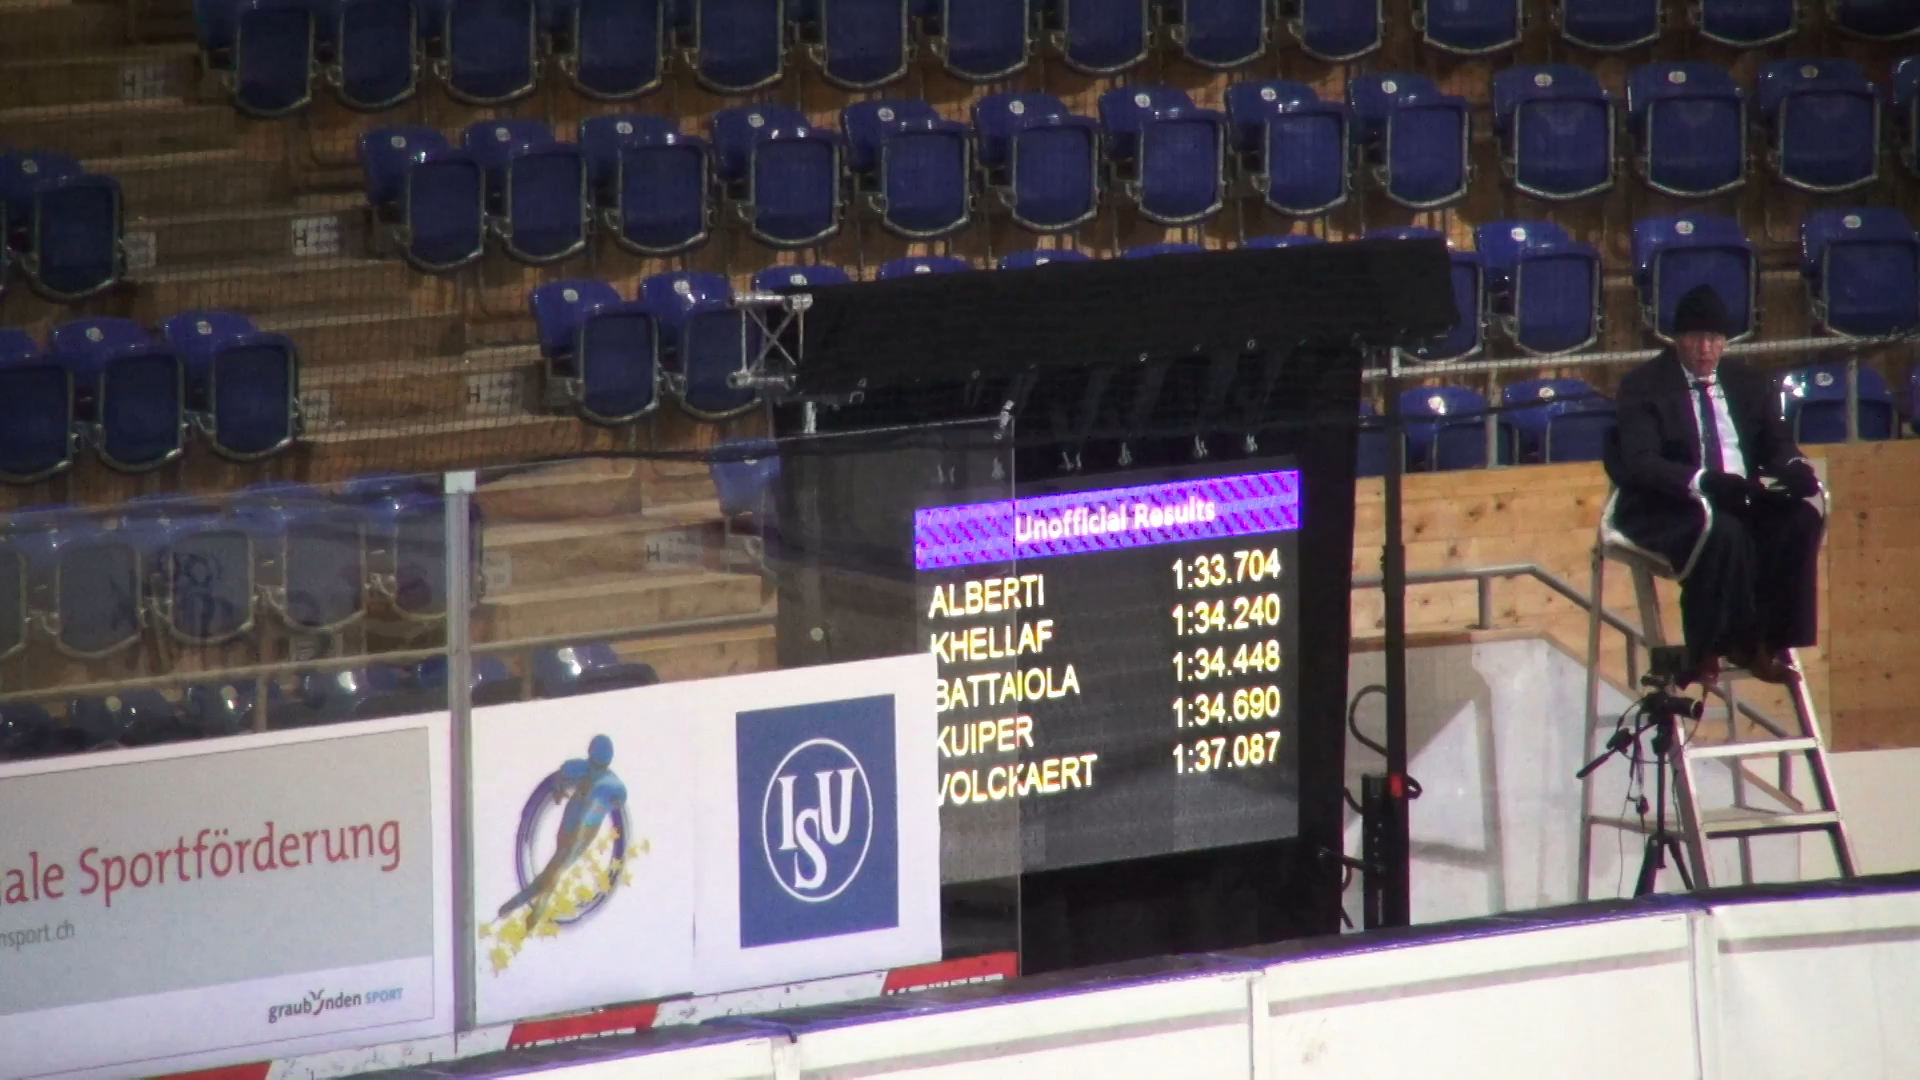 Unofficial Results
ALBERTI 1:33.704
KHELLAF 1:34.240
BATTAIOLA 1:34.448
KUIPER 1:34.690
VOLCKAERT 1:37.087
ale Sportförderung
nsport.ch
graubünden SPORT
ISU
H
H
H